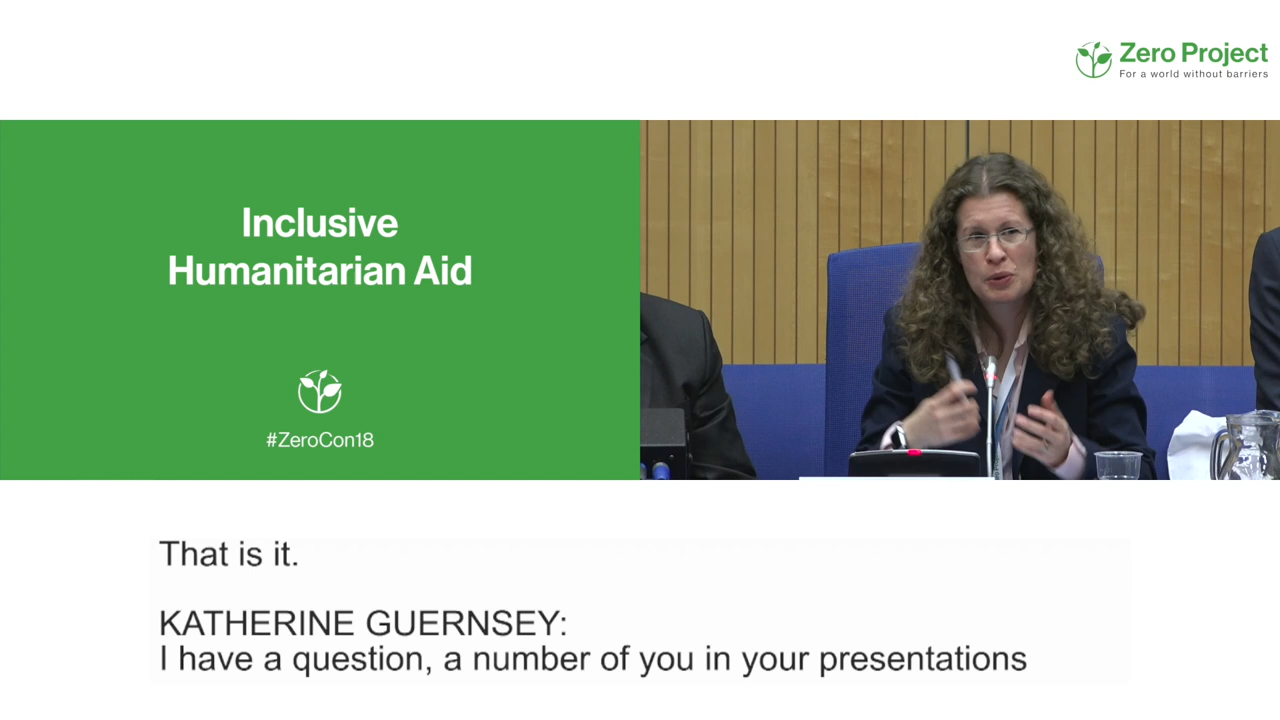 Zero Project
For a world without barriers
Inclusive
Humanitarian Aid
#ZeroCon18
That is it.
KATHERINE GUERNSEY:
I have a question, a number of you in your presentations